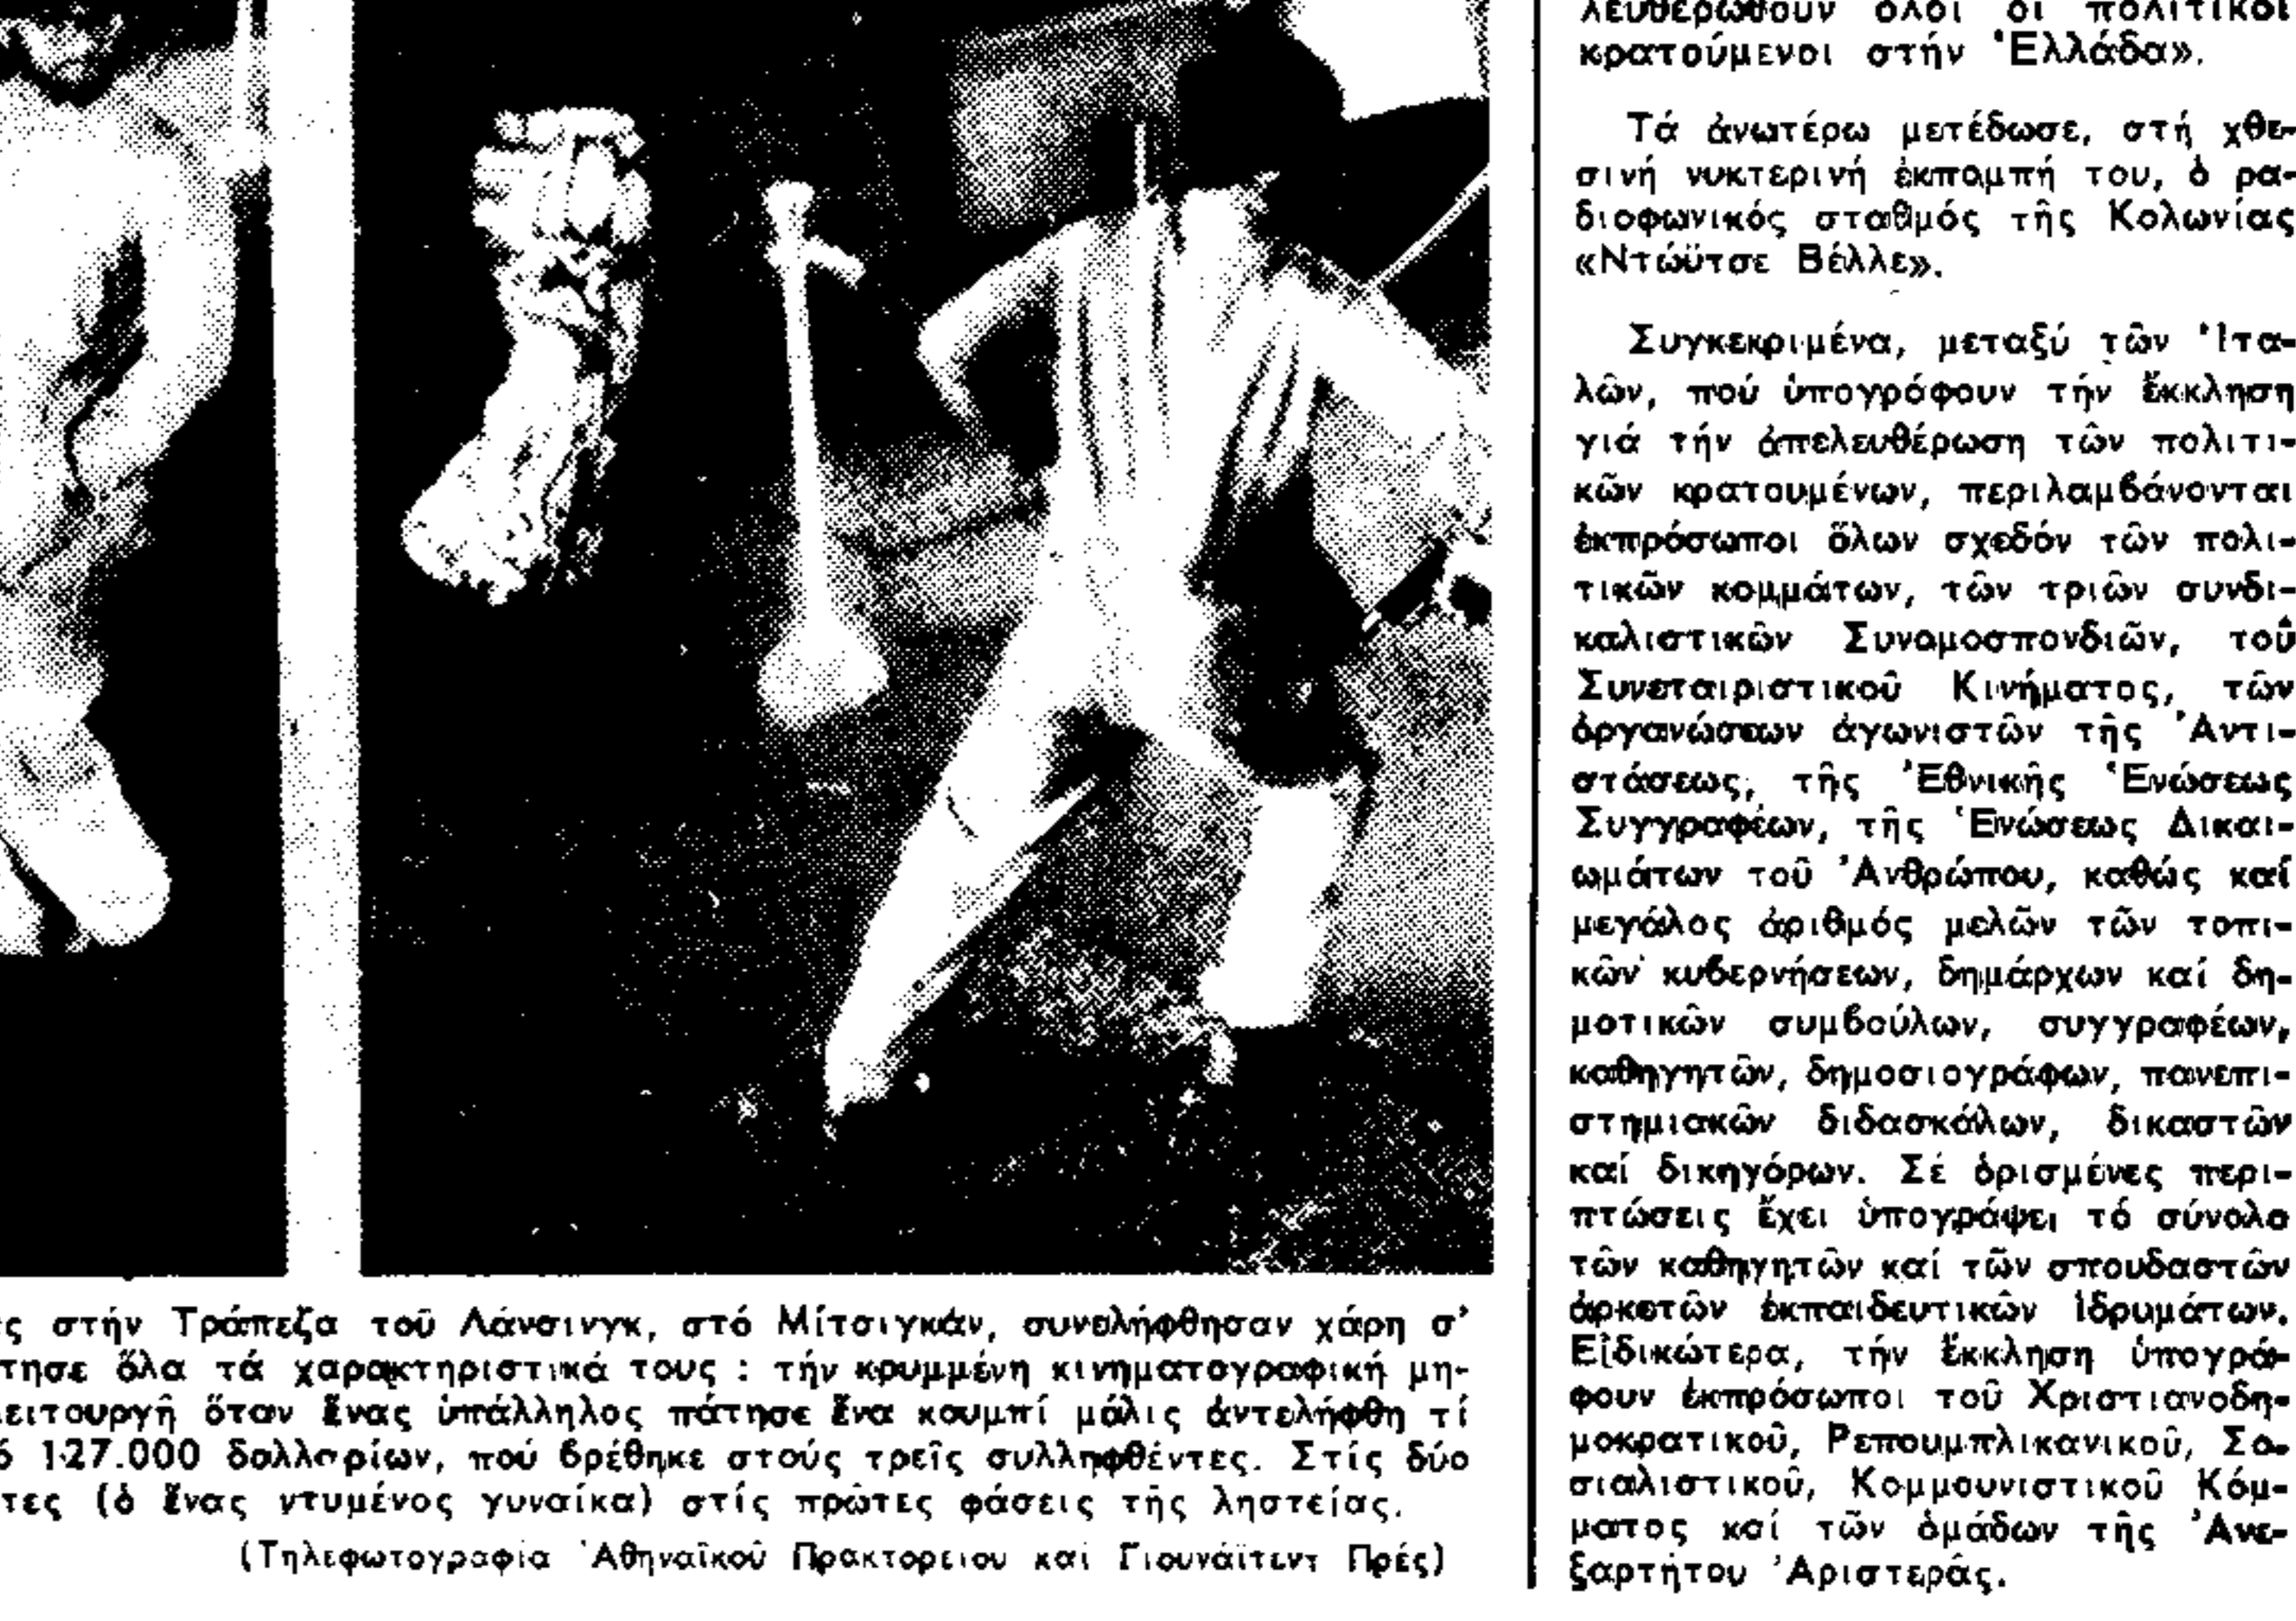 ς στήν Τράπεζα τοῦ Λάνσινγκ, στό Μίτσιγκάν, συνελήφθησαν χάρη σ'
τησε ὅλα τά χαρακτηριστικά τους : τήν κρυμμένη κινηματογραφική μη-
λειτουργῆ ὅταν ἕνας ὑπάλληλος πάτησε ἕνα κουμπί μόλις ἀντελήφθη τί
ό 127.000 δολλαρίων, πού βρέθηκε στούς τρεῖς συλληφθέντες. Στίς δύο
τες (ὁ ἕνας ντυμένος γυναίκα) στίς πρῶτες φάσεις τῆς ληστείας.
(Τηλεφωτογραφία Ἀθηναϊκοῦ Πρακτορείου καί Γιουνάϊτεντ Πρές)
λευθερωθοῦν ὅλοι οἱ πολιτικοί
κρατούμενοι στήν Ἑλλάδα».
Τά ἀνωτέρω μετέδωσε, στή χθε-
σινή νυκτερινή ἐκπομπή του, ὁ ρα-
διοφωνικός σταθμός τῆς Κολωνίας
«Ντώϋτσε Βέλλε».
Συγκεκριμένα, μεταξύ τῶν Ἰτα-
λῶν, πού ὑπογράφουν τήν ἔκκληση
γιά τήν ἀπελευθέρωση τῶν πολιτι-
κῶν κρατουμένων, περιλαμβάνονται
ἐκπρόσωποι ὅλων σχεδόν τῶν πολι-
τικῶν κομμάτων, τῶν τριῶν συνδι-
καλιστικῶν Συνομοσπονδιῶν, τοῦ
Συνεταιριστικοῦ Κινήματος, τῶν
ὀργανώσεων ἀγωνιστῶν τῆς Ἀντι-
στάσεως, τῆς Ἐθνικῆς Ἑνώσεως
Συγγραφέων, τῆς Ἑνώσεως Δικαι-
ωμάτων τοῦ Ἀνθρώπου, καθώς καί
μεγάλος ἀριθμός μελῶν τῶν τοπι-
κῶν κυβερνήσεων, δημάρχων καί δη-
μοτικῶν συμβούλων, συγγραφέων,
καθηγητῶν, δημοσιογράφων, πανεπι-
στημιακῶν διδασκάλων, δικαστῶν
καί δικηγόρων. Σέ ὁρισμένες περι-
πτώσεις ἔχει ὑπογράψει τό σύνολο
τῶν καθηγητῶν καί τῶν σπουδαστῶν
ἀρκετῶν ἐκπαιδευτικῶν ἱδρυμάτων.
Εἰδικώτερα, τήν ἔκκληση ὑπογρά-
φουν ἐκπρόσωποι τοῦ Χριστιανοδη-
μοκρατικοῦ, Ρεπουμπλικανικοῦ, Σο-
σιαλιστικοῦ, Κομμουνιστικοῦ Κόμ-
ματος καί τῶν ὁμάδων τῆς Ἀνε-
ξαρτήτου Ἀριστερᾶς.